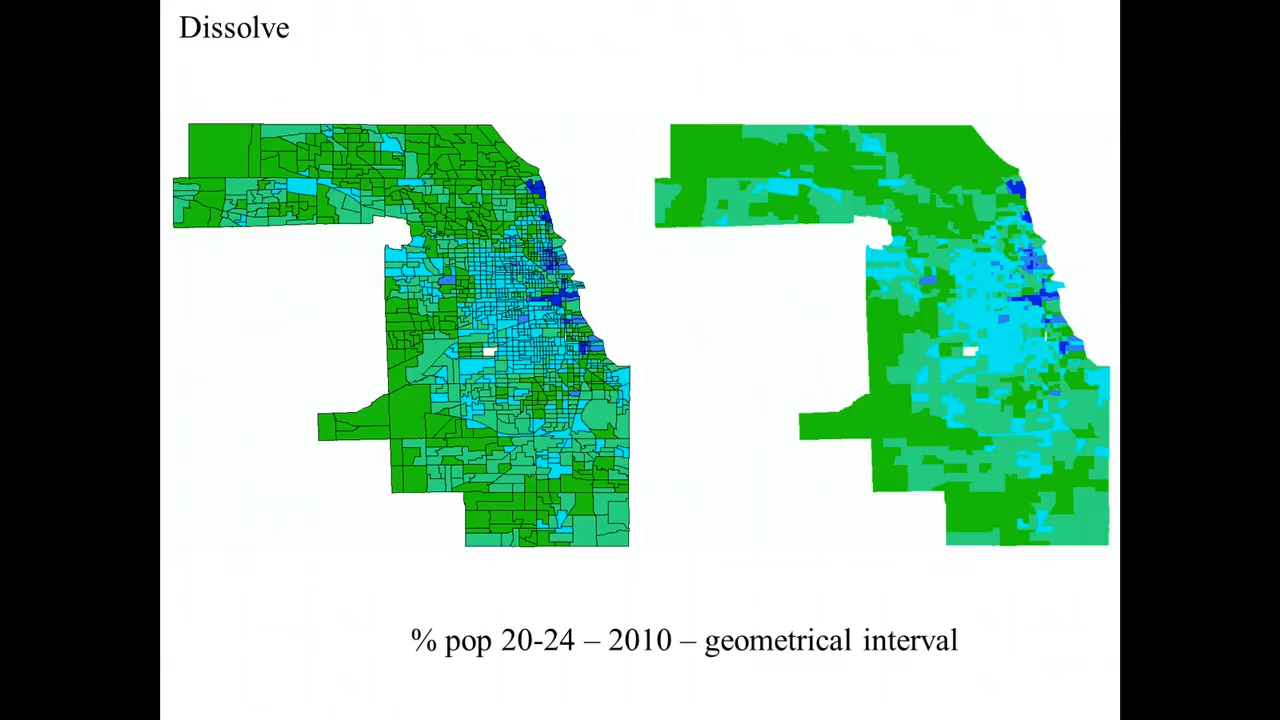 Dissolve
% pop 20-24 – 2010 – geometrical interval